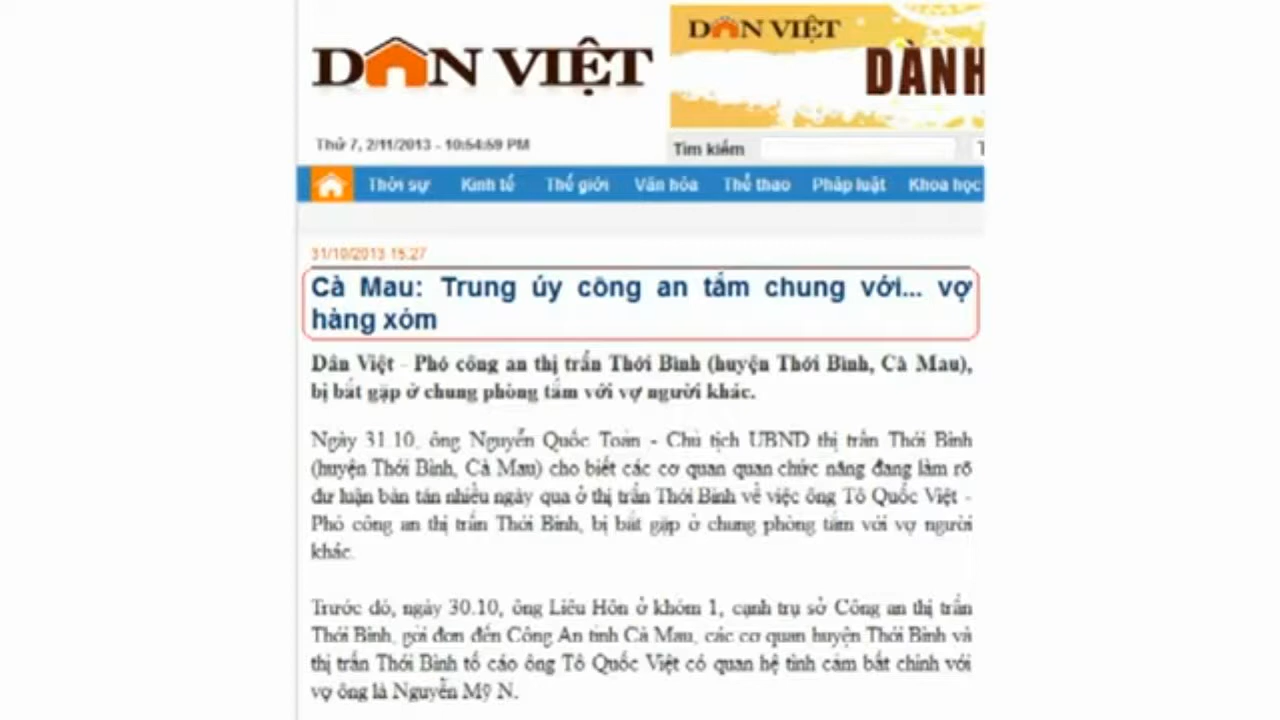 DÂN VIỆT
DÂN VIỆT
DÀNH
Thứ 7, 2/11/2013 - 10:54:59 PM
Tìm kiếm
Thời sự Kinh tế Thế giới Văn hóa Thể thao Pháp luật Khoa học
31/10/2013 15:27
Cà Mau: Trung úy công an tắm chung với... vợ
hàng xóm
Dân Việt - Phó công an thị trấn Thới Bình (huyện Thới Bình, Cà Mau),
bị bắt gặp ở chung phòng tắm với vợ người khác.
Ngày 31.10, ông Nguyễn Quốc Toàn - Chủ tịch UBND thị trấn Thới Bình
(huyện Thới Bình, Cà Mau) cho biết các cơ quan quan chức năng đang làm rõ
dư luận bàn tán nhiều ngày qua ở thị trấn Thới Bình về việc ông Tô Quốc Việt -
Phó công an thị trấn Thới Bình, bị bắt gặp ở chung phòng tắm với vợ người
khác.
Trước đó, ngày 30.10, ông Liêu Hôn ở khóm 1, cạnh trụ sở Công an thị trấn
Thới Bình, gởi đơn đến Công An tỉnh Cà Mau, các cơ quan huyện Thới Bình và
thị trấn Thới Bình tố cáo ông Tô Quốc Việt có quan hệ tình cảm bất chính với
vợ ông là Nguyễn Mỹ N.